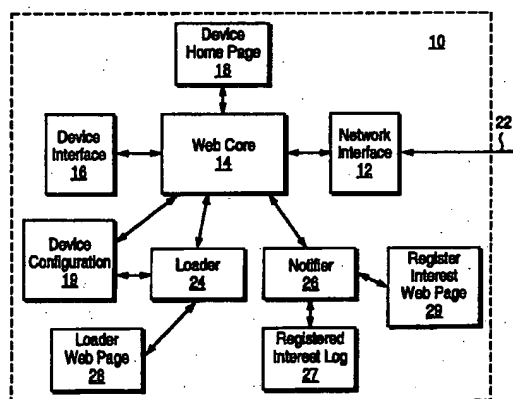 Device
Home Page
18
10
22
Device
Interface
16
Web Core
14
Network
Interface
12
Device
Configuration
19
Loader
24
Notifier
26
Register
Interest Web Page
29
Loader
Web Page
28
Registered
Interest Log
27